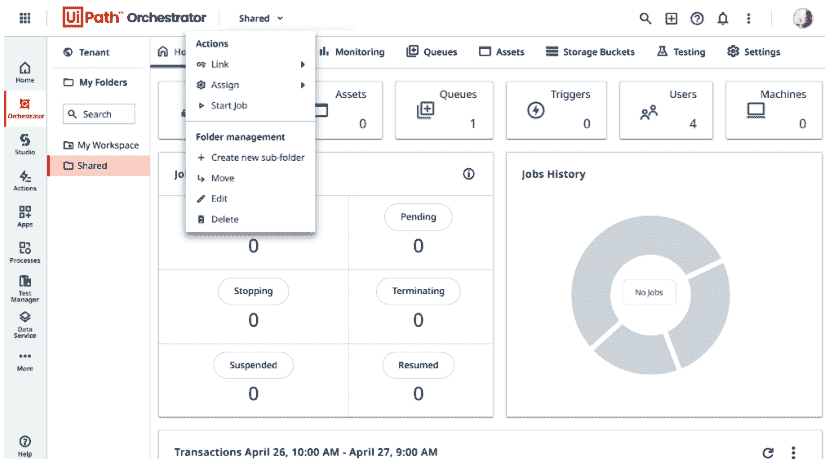 UiPath™ Orchestrator
Shared
Tenant
My Folders
Search
My Workspace
Shared
Home
Orchestrator
Studio
Actions
Apps
Processes
Test
Manager
Data
Service
More
Help
Ho
Monitoring
Queues
Assets
Storage Buckets
Testing
Settings
Actions
Link
Assign
Start Job
Folder management
Create new sub-folder
Move
Edit
Delete
Assets
0
Queues
1
Triggers
0
Users
4
Machines
0
Jo
Pending
0
0
Stopping
0
Terminating
0
Suspended
0
Resumed
0
Jobs History
No Jobs
Transactions April 26, 10:00 AM - April 27, 9:00 AM